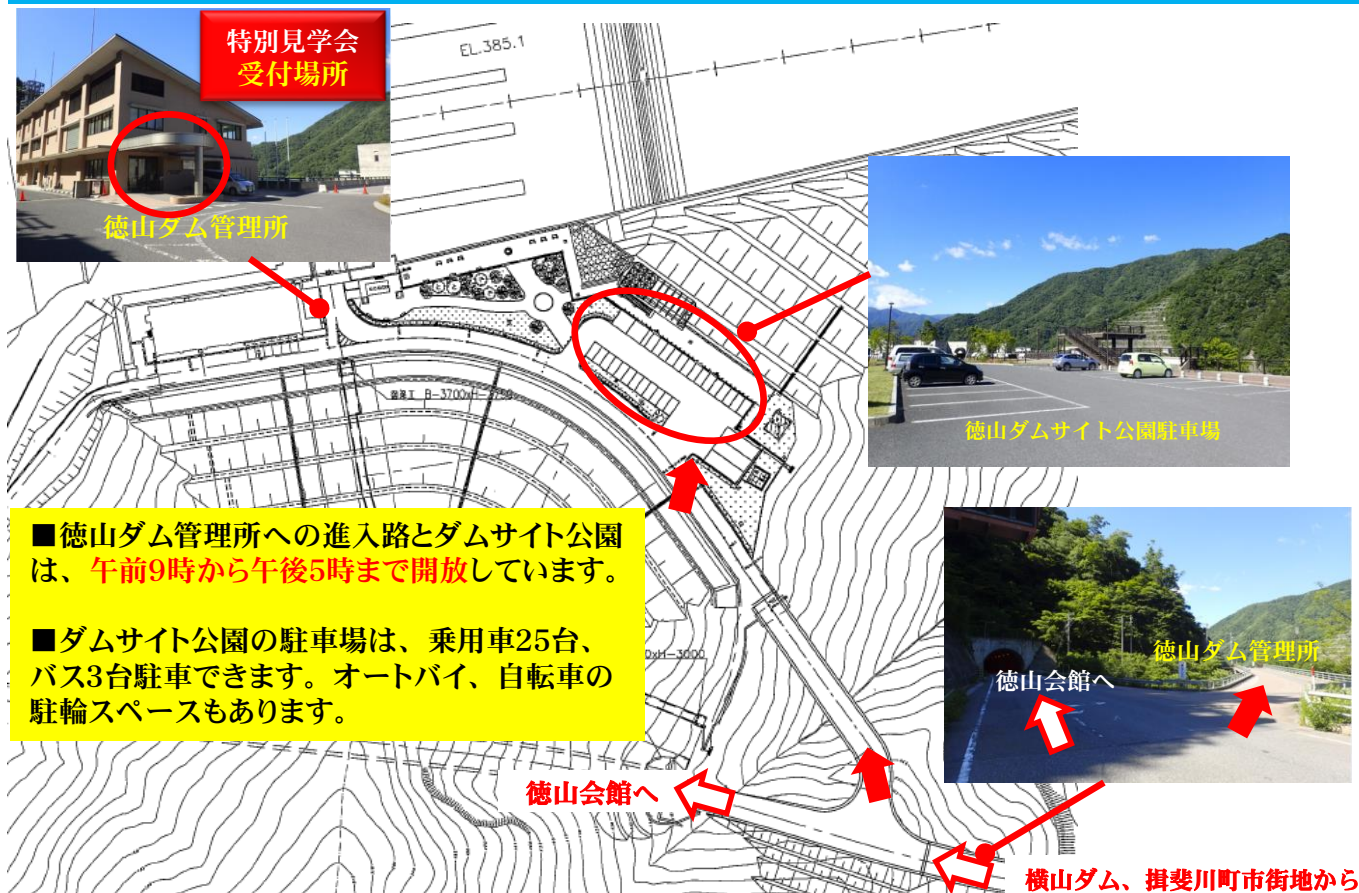 特別見学会
受付場所
EL.385.1
徳山ダム管理所
徳山ダムサイト公園駐車場
■徳山ダム管理所への進入路とダムサイト公園
は、午前9時から午後5時まで開放しています。
■ダムサイト公園の駐車場は、乗用車25台、
バス3台駐車できます。オートバイ、自転車の
駐輪スペースもあります。
H-3000
徳山ダム管理所
徳山会館へ
徳山会館へ
横山ダム、揖斐川町市街地から